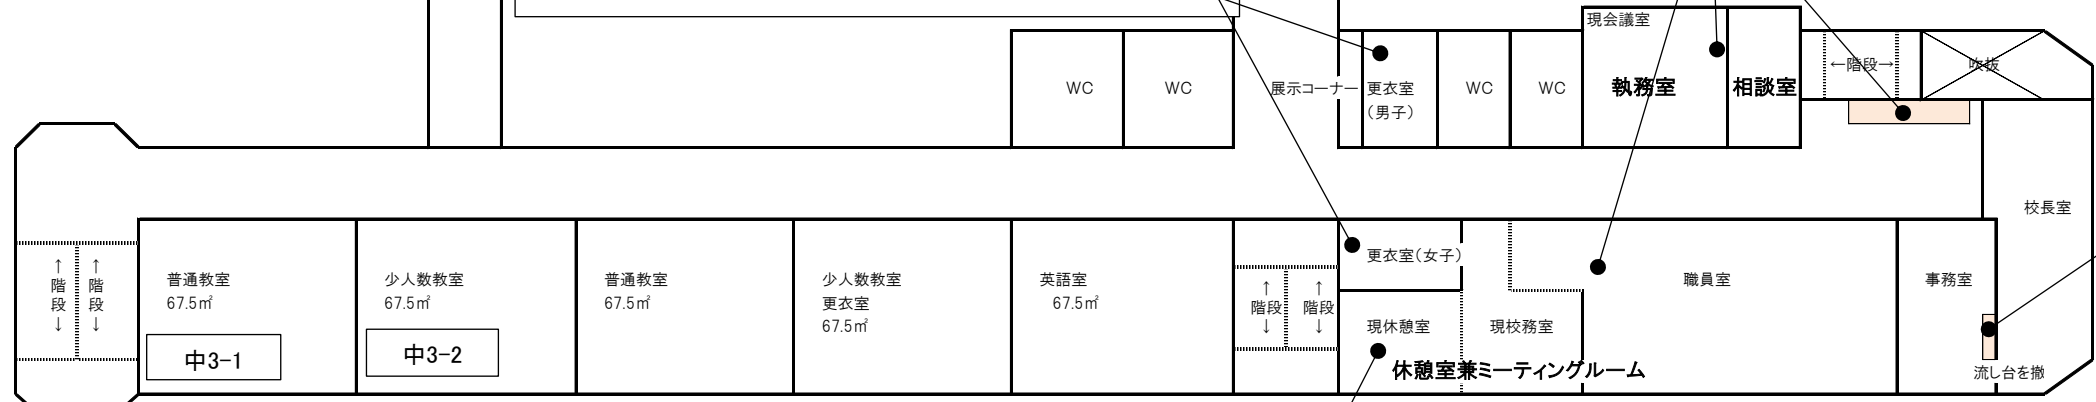 現会議室
WC
WC
展示コーナー
更衣室
（男子）
WC
WC
執務室
相談室
←階段→
吹抜
校長室
↑階段↓
↑階段↓
普通教室
67.5㎡
中3-1
少人数教室
67.5㎡
中3-2
普通教室
67.5㎡
少人数教室
更衣室
67.5㎡
英語室
67.5㎡
↑
階段
↓
↑
階段
↓
更衣室（女子）
現休憩室
現校務室
休憩室兼ミーティングルーム
職員室
事務室
流し台を撤